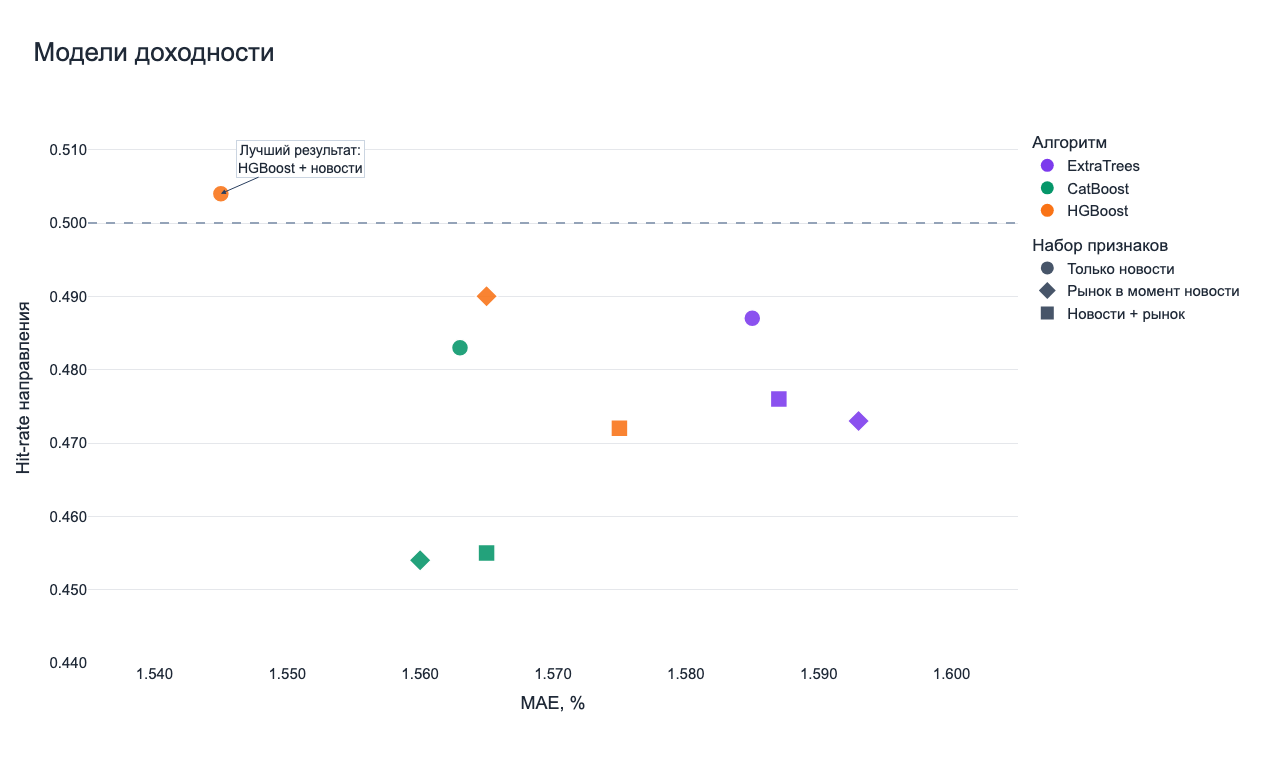 Модели доходности
Лучший результат:
HGBoost + новости
Hit-rate направления
0.510
0.500
0.490
0.480
0.470
0.460
0.450
0.440
1.540
1.550
1.560
1.570
1.580
1.590
1.600
MAE, %
Алгоритм
ExtraTrees
CatBoost
HGBoost
Набор признаков
Только новости
Рынок в момент новости
Новости + рынок